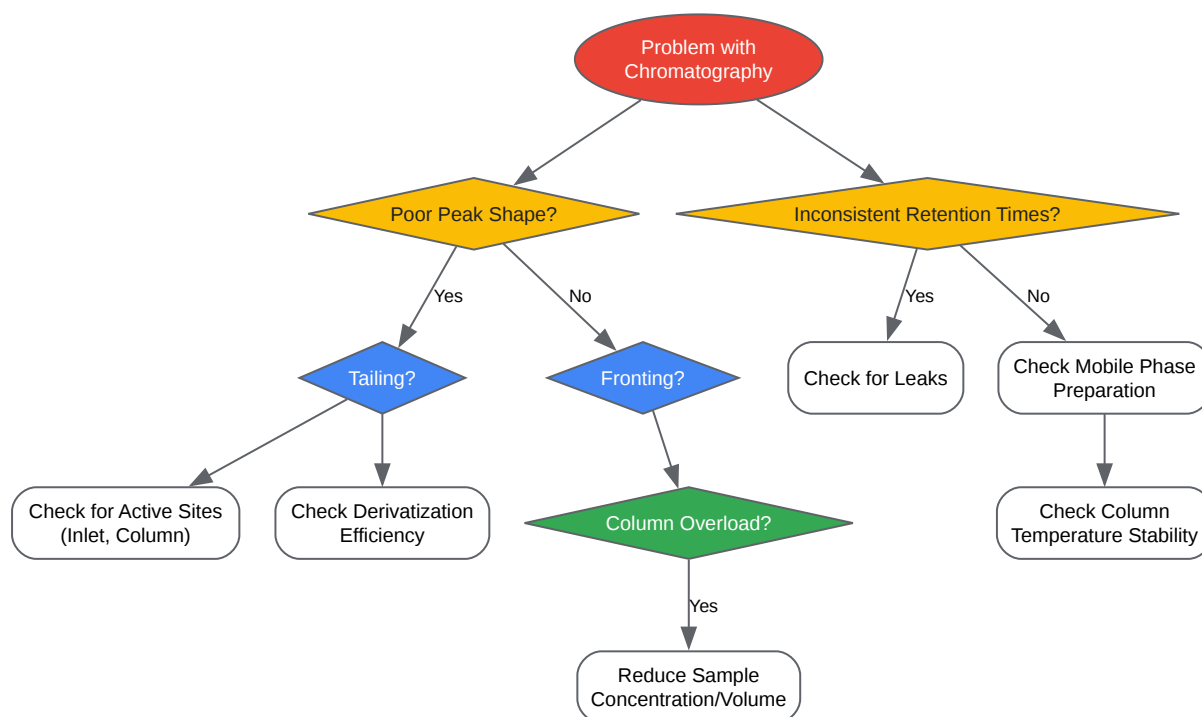 Problem with
Chromatography
Poor Peak Shape?
Inconsistent Retention Times?
Yes
No
Yes
No
Tailing?
Fronting?
Check for Leaks
Check Mobile Phase
Preparation
Check for Active Sites
(Inlet, Column)
Check Derivatization
Efficiency
Column Overload?
Check Column
Temperature Stability
Yes
Reduce Sample
Concentration/Volume